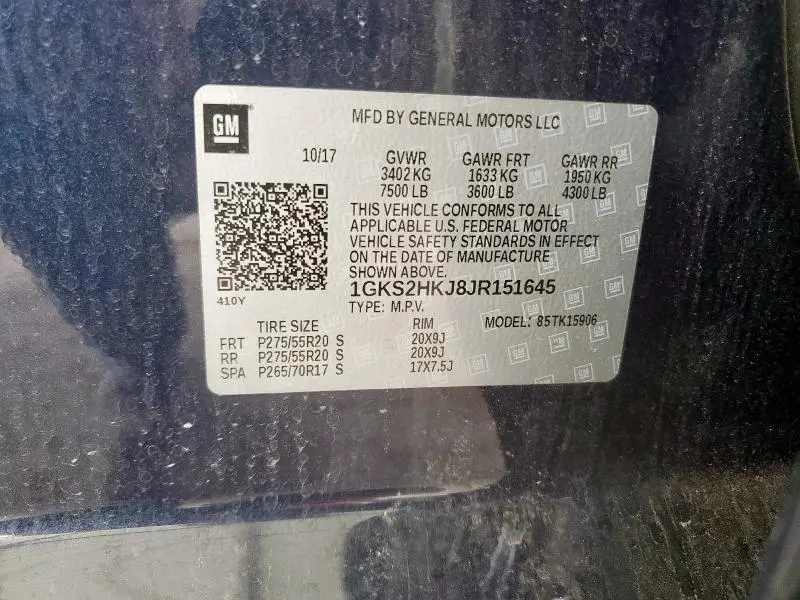 GM
MFD BY GENERAL MOTORS LLC
10/17 GVWR GAWR FRT GAWR RR
3402 KG 1633 KG 1950 KG
7500 LB 3600 LB 4300 LB
THIS VEHICLE CONFORMS TO ALL
APPLICABLE U.S. FEDERAL MOTOR
VEHICLE SAFETY STANDARDS IN EFFECT
ON THE DATE OF MANUFACTURE
SHOWN ABOVE.
410Y
1GKS2HKJ8JR151645
TYPE: M.P.V. MODEL: 85TK15906
TIRE SIZE RIM
FRT P275/55R20 S 20X9J
RR P275/55R20 S 20X9J
SPA P265/70R17 S 17X7.5J